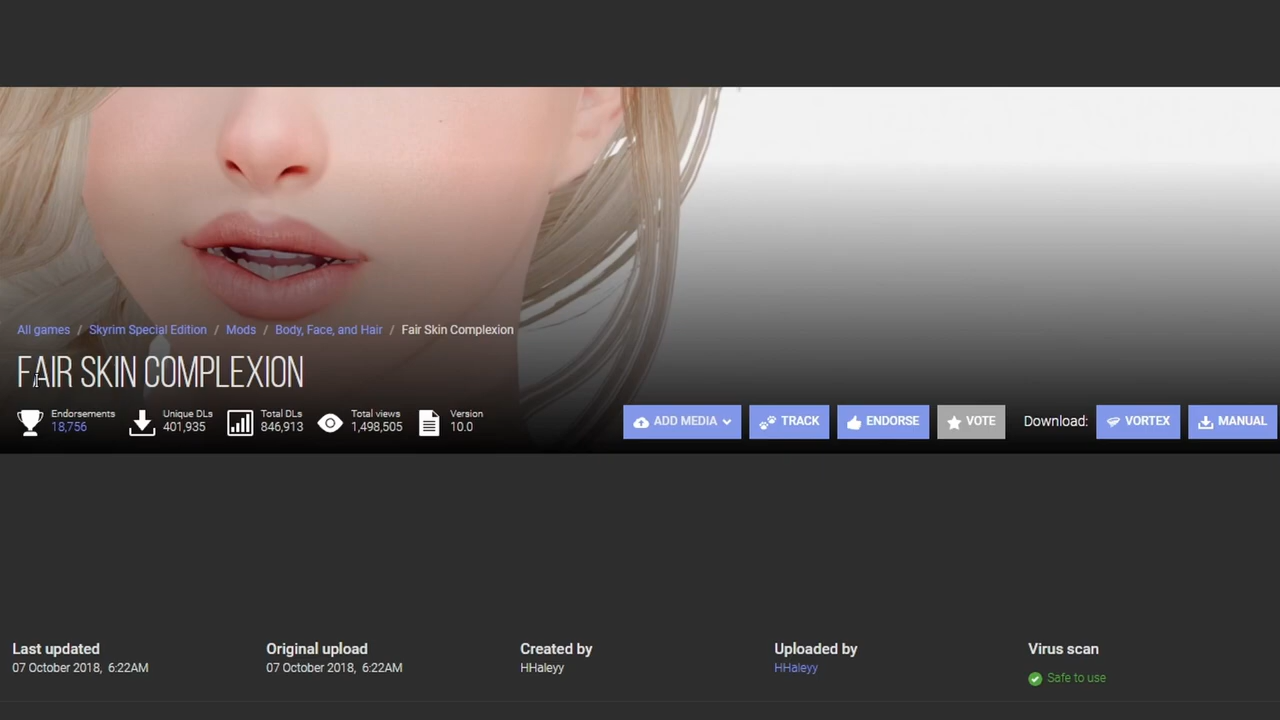 All games / Skyrim Special Edition / Mods / Body, Face, and Hair / Fair Skin Complexion
FAIR SKIN COMPLEXION
Endorsements
18,756
Unique DLs
401,935
Total DLs
846,913
Total views
1,498,505
Version
10.0
ADD MEDIA
TRACK
ENDORSE
VOTE
Download:
VORTEX
MANUAL
Last updated
07 October 2018, 6:22AM
Original upload
07 October 2018, 6:22AM
Created by
HHaleyy
Uploaded by
HHaleyy
Virus scan
Safe to use